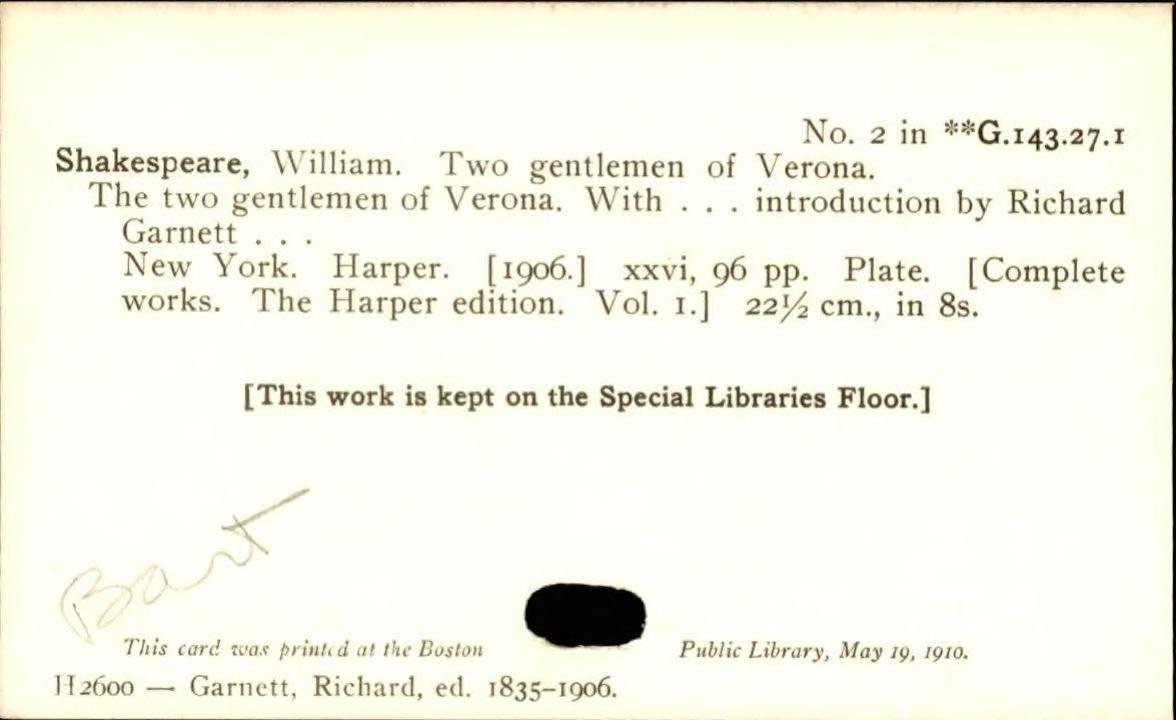 No. 2 in **G.143.27.1
Shakespeare, William. Two gentlemen of Verona.
The two gentlemen of Verona. With . . . introduction by Richard
Garnett . . .
New York. Harper. [1906.] xxvi, 96 pp. Plate. [Complete
works. The Harper edition. Vol. 1.] 22½ cm., in 8s.
[This work is kept on the Special Libraries Floor.]
Bart
This card was printed at the Boston Public Library, May 19, 1910.
H2600 — Garnett, Richard, ed. 1835-1906.